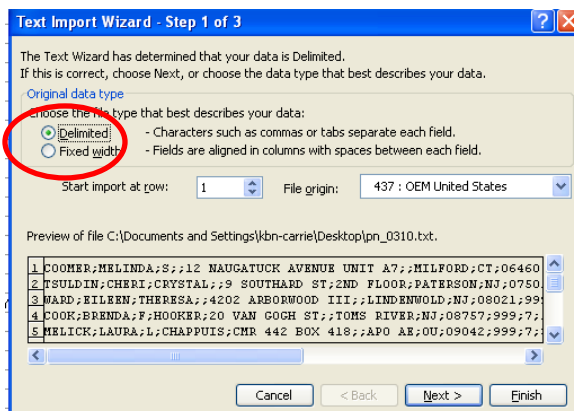 Text Import Wizard - Step 1 of 3
The Text Wizard has determined that your data is Delimited.
If this is correct, choose Next, or choose the data type that best describes your data.
Original data type
Choose the file type that best describes your data:
Delimited - Characters such as commas or tabs separate each field.
Fixed width - Fields are aligned in columns with spaces between each field.
Start import at row: 1 File origin: 437 : OEM United States
Preview of file C:\Documents and Settings\kbn-carrie\Desktop\pn_0310.txt.
1 COOMER;MELINDA;S;;12 NAUGATUCK AVENUE UNIT A7;;MILFORD;CT;06460
2 TSULDIN;CHERI;CRYSTAL;;9 SOUTHARD ST;2ND FLOOR;PATERSON;NJ;0750
3 WARD;EILEEN;THERESA;;4202 ARBORWOOD III;;LINDENWOLD;NJ;08021;99
4 COOK;BRENDA;F;HOOKER;20 VAN GOGH ST;;TOMS RIVER;NJ;08757;999;7;
5 MELICK;LAURA;L;CHAPPUIS;CMR 442 BOX 418;;APO AE;OU;09042;999;7;
Cancel < Back Next > Finish